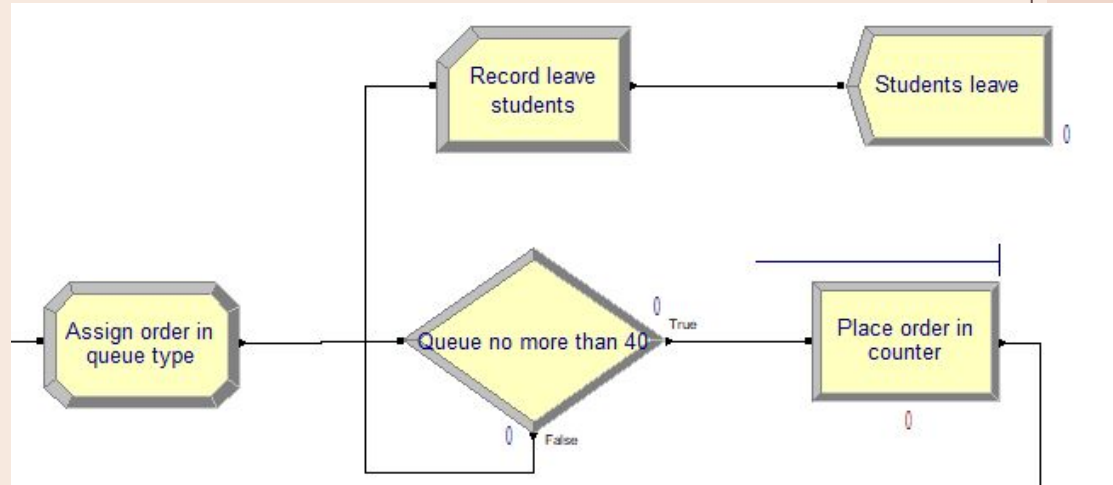 Record leave
students
Students leave
0
Assign order in
queue type
Queue no more than 40
0
True
0
False
Place order in
counter
0